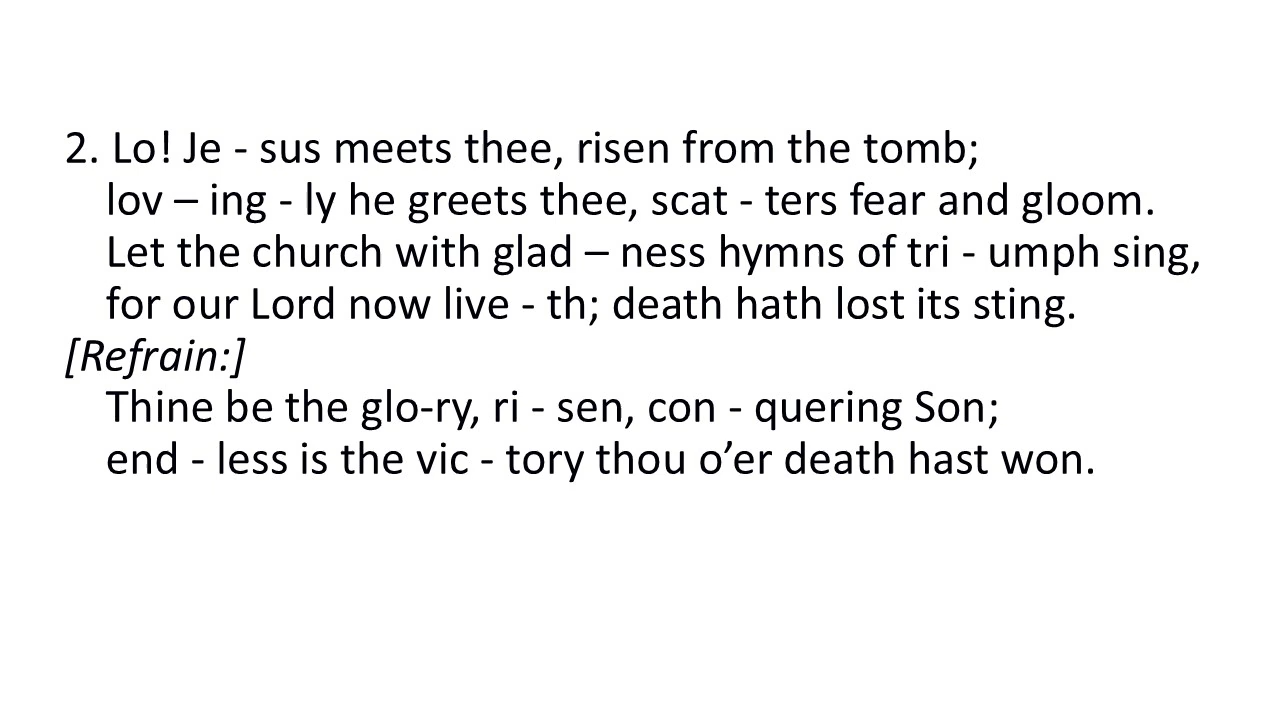 2. Lo! Je - sus meets thee, risen from the tomb;
lov – ing - ly he greets thee, scat - ters fear and gloom.
Let the church with glad – ness hymns of tri - umph sing,
for our Lord now live - th; death hath lost its sting.
[Refrain:]
Thine be the glo-ry, ri - sen, con - quering Son;
end - less is the vic - tory thou o’er death hast won.